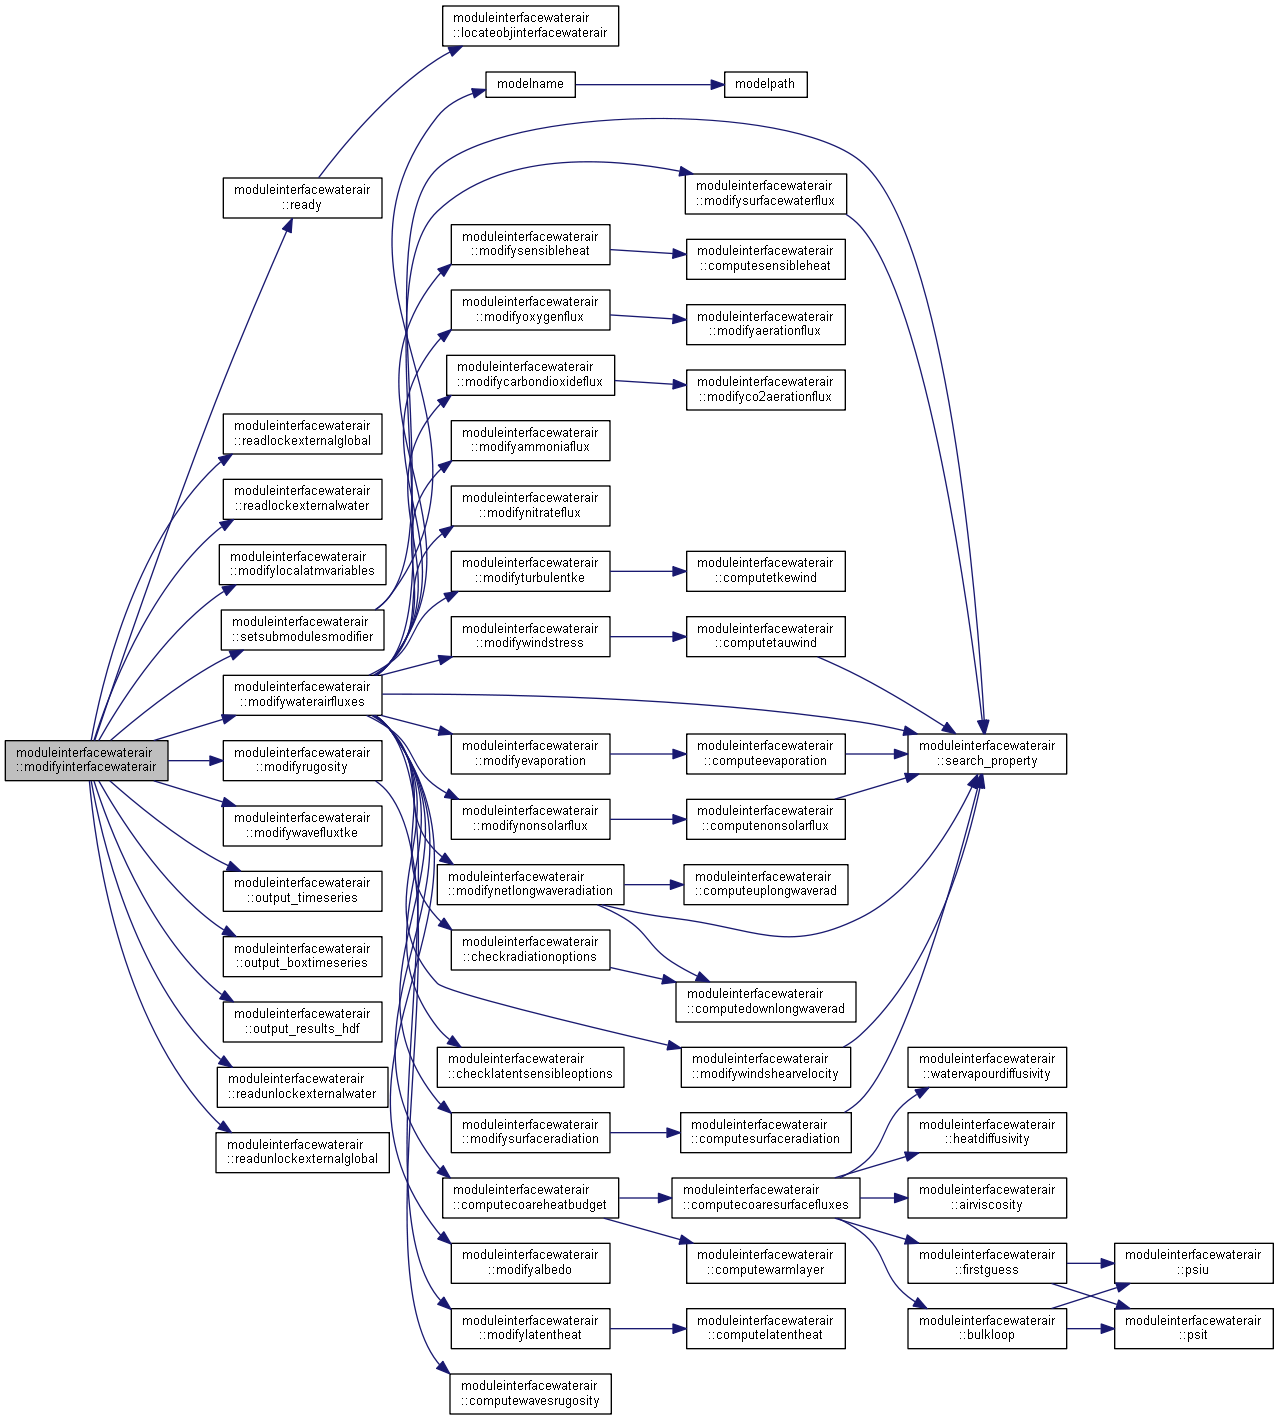 moduleinterfacewaterair
::locateobjinterfacewaterair
modelname
modelpath
moduleinterfacewaterair
::ready
moduleinterfacewaterair
::modifysurfacewaterflux
moduleinterfacewaterair
::modifysensibleheat
moduleinterfacewaterair
::computesensibleheat
moduleinterfacewaterair
::modifyoxygenflux
moduleinterfacewaterair
::modifyaerationflux
moduleinterfacewaterair
::modifycarbondioxideflux
moduleinterfacewaterair
::modifyco2aerationflux
moduleinterfacewaterair
::readlockexternalglobal
moduleinterfacewaterair
::modifyammoniaflux
moduleinterfacewaterair
::readlockexternalwater
moduleinterfacewaterair
::modifynitrateflux
moduleinterfacewaterair
::modifylocalatmvariables
moduleinterfacewaterair
::modifyturbulentke
moduleinterfacewaterair
::computetkewind
moduleinterfacewaterair
::setsubmodulesmodifier
moduleinterfacewaterair
::modifywindstress
moduleinterfacewaterair
::computetauwind
moduleinterfacewaterair
::modifywaterairfluxes
moduleinterfacewaterair
::modifyinterfacewaterair
moduleinterfacewaterair
::modifyrugosity
moduleinterfacewaterair
::modifyevaporation
moduleinterfacewaterair
::computeevaporation
moduleinterfacewaterair
::search_property
moduleinterfacewaterair
::modifywavefluxtke
moduleinterfacewaterair
::modifynonsolarflux
moduleinterfacewaterair
::computenonsolarflux
moduleinterfacewaterair
::output_timeseries
moduleinterfacewaterair
::modifynetlongwaveradiation
moduleinterfacewaterair
::computeuplongwaverad
moduleinterfacewaterair
::output_boxtimeseries
moduleinterfacewaterair
::checkradiationoptions
moduleinterfacewaterair
::computedownlongwaverad
moduleinterfacewaterair
::output_results_hdf
moduleinterfacewaterair
::readunlockexternalwater
moduleinterfacewaterair
::checklatentsensibleoptions
moduleinterfacewaterair
::modifywindshearvelocity
moduleinterfacewaterair
::watervapourdiffusivity
moduleinterfacewaterair
::readunlockexternalglobal
moduleinterfacewaterair
::modifysurfaceradiation
moduleinterfacewaterair
::computesurfaceradiation
moduleinterfacewaterair
::heatdiffusivity
moduleinterfacewaterair
::computecoareheatbudget
moduleinterfacewaterair
::computecoaresurfacefluxes
moduleinterfacewaterair
::airviscosity
moduleinterfacewaterair
::modifyalbedo
moduleinterfacewaterair
::computewarmlayer
moduleinterfacewaterair
::firstguess
moduleinterfacewaterair
::psiu
moduleinterfacewaterair
::modifylatentheat
moduleinterfacewaterair
::computelatentheat
moduleinterfacewaterair
::bulkloop
moduleinterfacewaterair
::psit
moduleinterfacewaterair
::computewavesrugosity